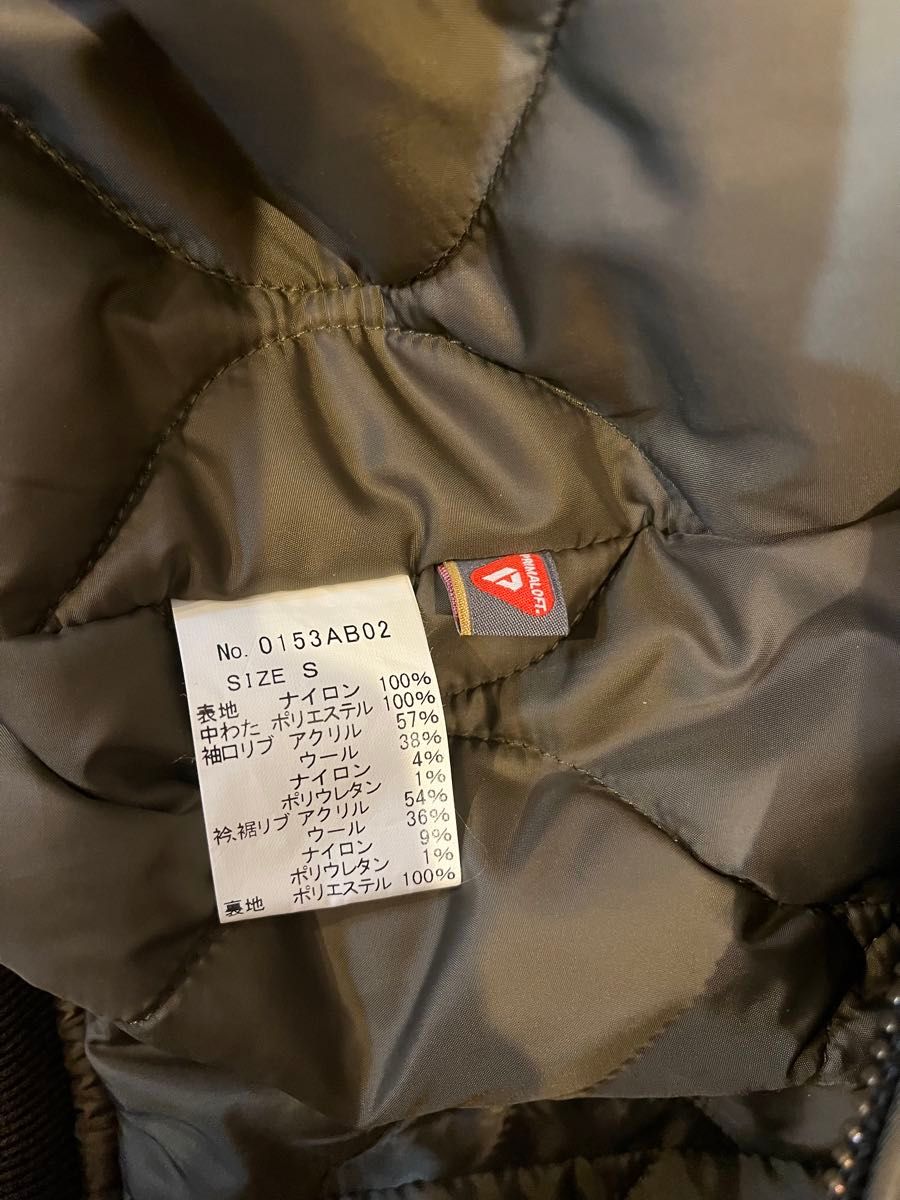 PRIMALOFT.
No. 0153AB02
SIZE S
表地 ナイロン 100%
中わた ポリエステル 100%
袖口リブ アクリル 57%
ウール 38%
ナイロン 4%
ポリウレタン 1%
衿、裾リブ アクリル 54%
ウール 36%
ナイロン 9%
ポリウレタン 1%
裏地 ポリエステル 100%